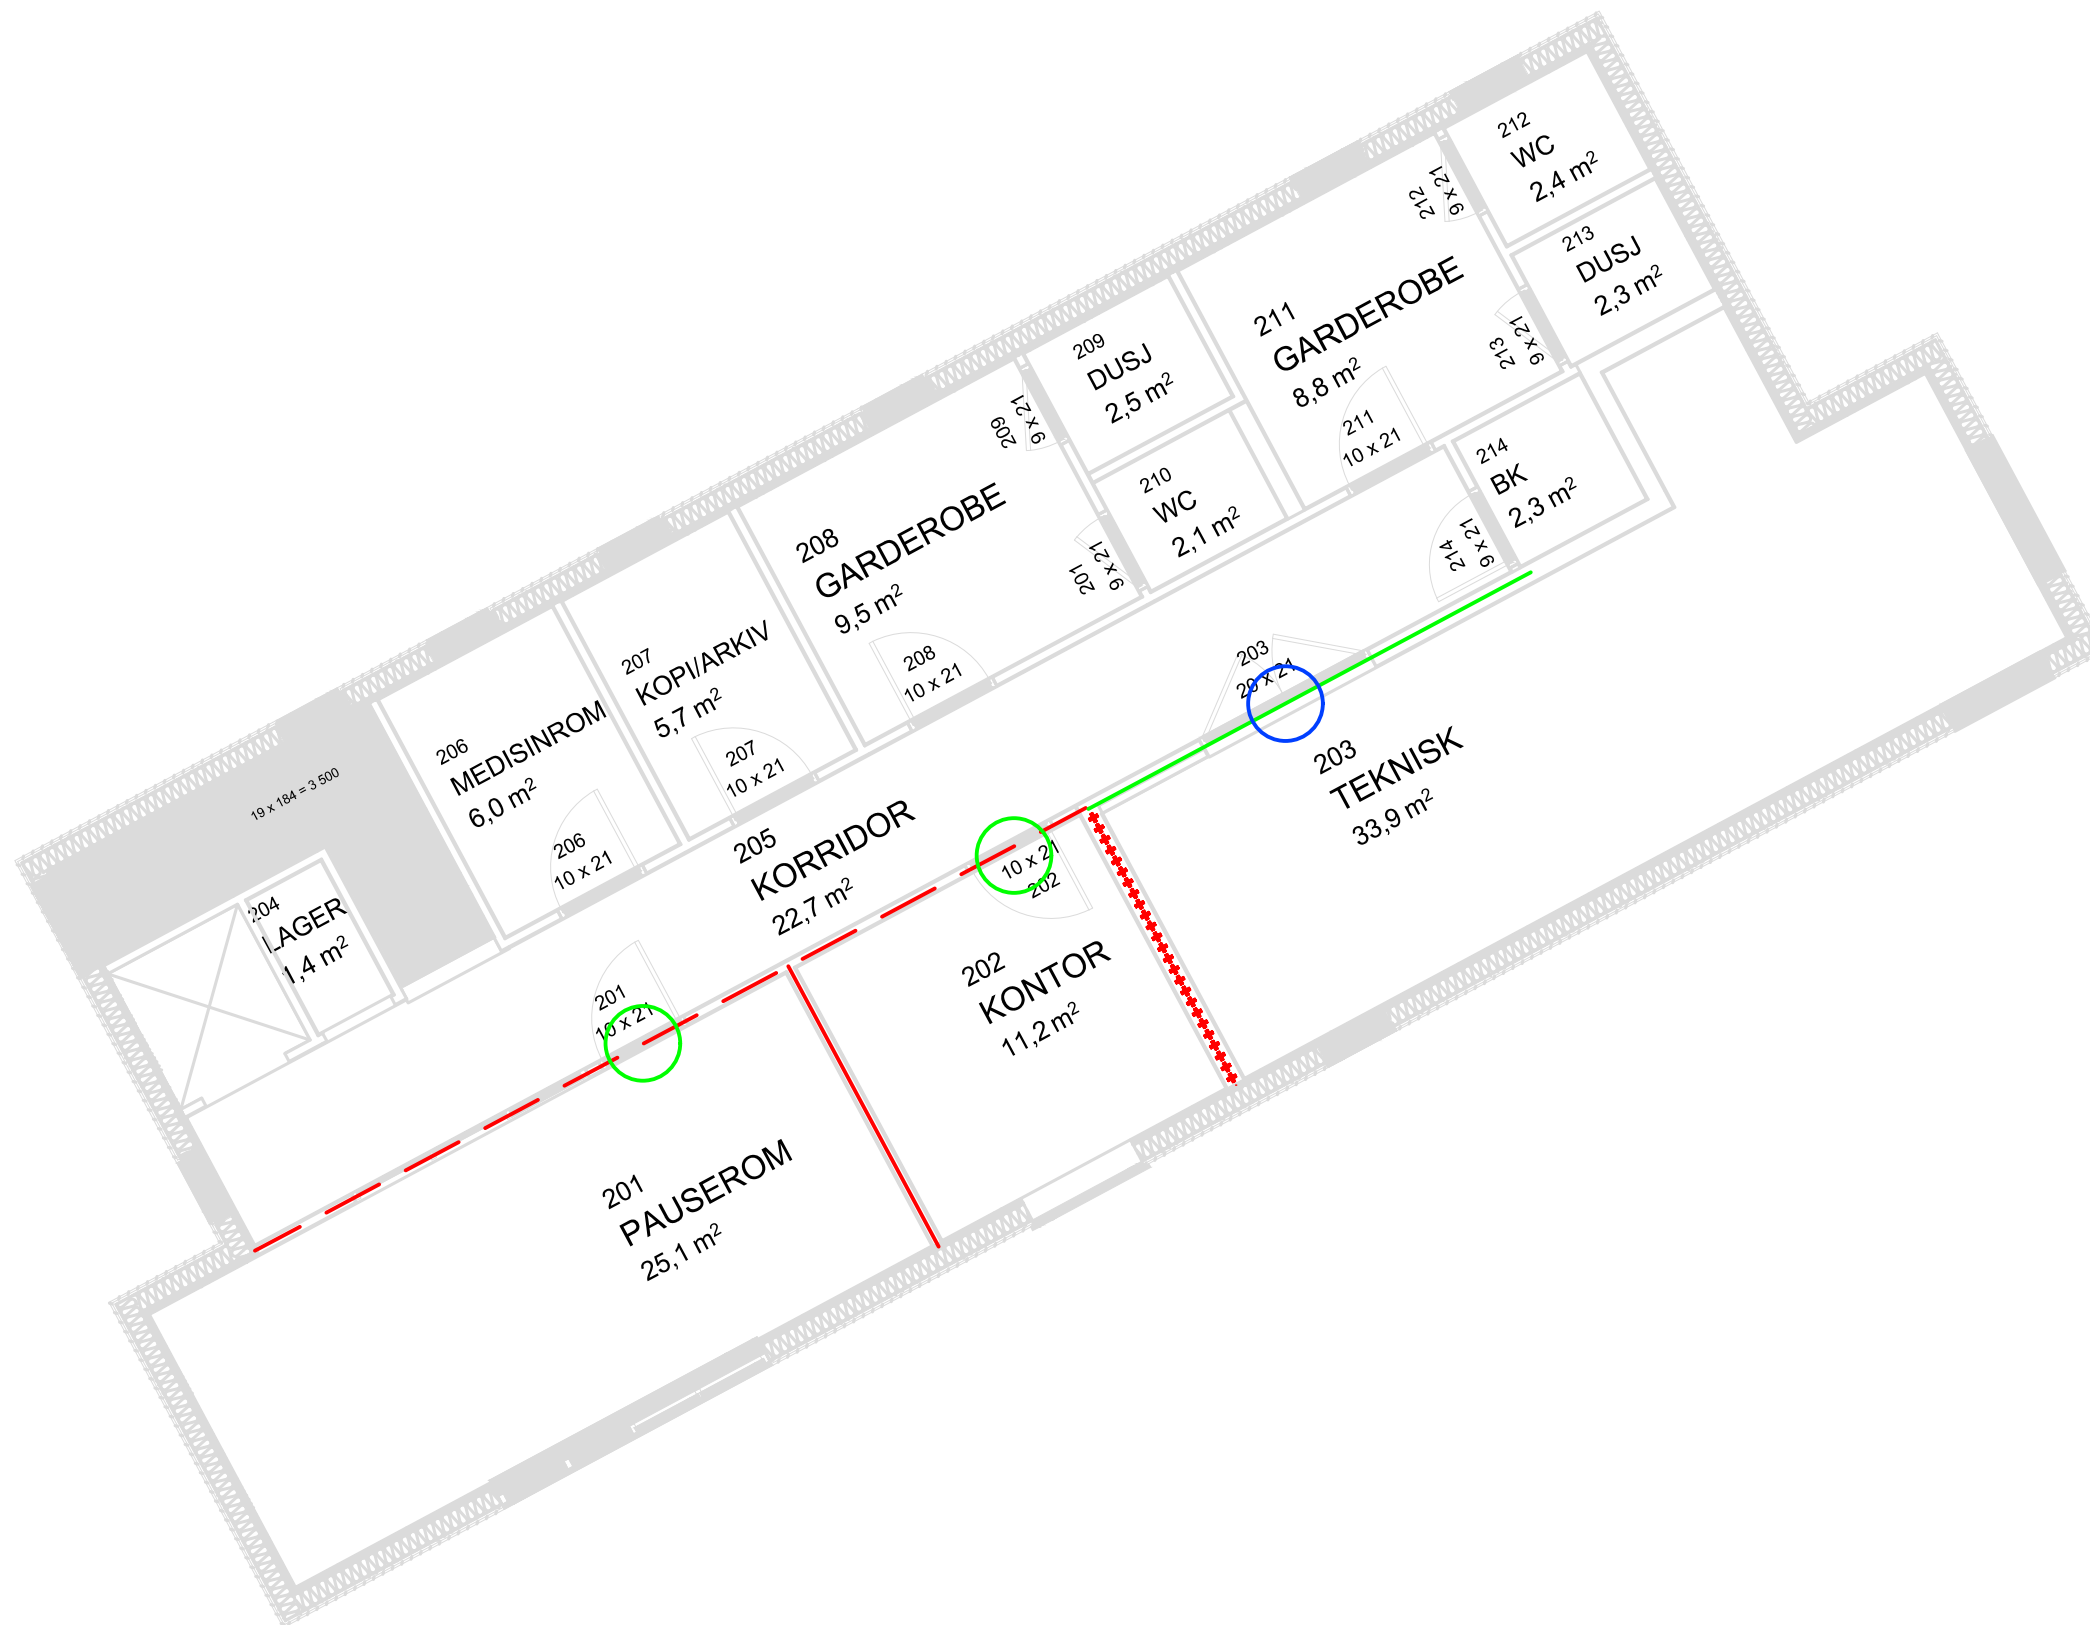 212
WC
2,4 m²
213
DUSJ
2,3 m²
212
9 x 21
213
9 x 21
211
GARDEROBE
8,8 m²
211
10 x 21
214
BK
2,3 m²
214
9 x 21
209
DUSJ
2,5 m²
209
9 x 21
210
WC
2,1 m²
201
9 x 21
208
GARDEROBE
9,5 m²
208
10 x 21
207
KOPI/ARKIV
5,7 m²
207
10 x 21
206
MEDISINROM
6,0 m²
206
10 x 21
19 x 184 = 3 500
204
LAGER
1,4 m²
205
KORRIDOR
22,7 m²
203
20 x 21
203
TEKNISK
33,9 m²
10 x 21
202
202
KONTOR
11,2 m²
201
10 x 21
201
PAUSEROM
25,1 m²